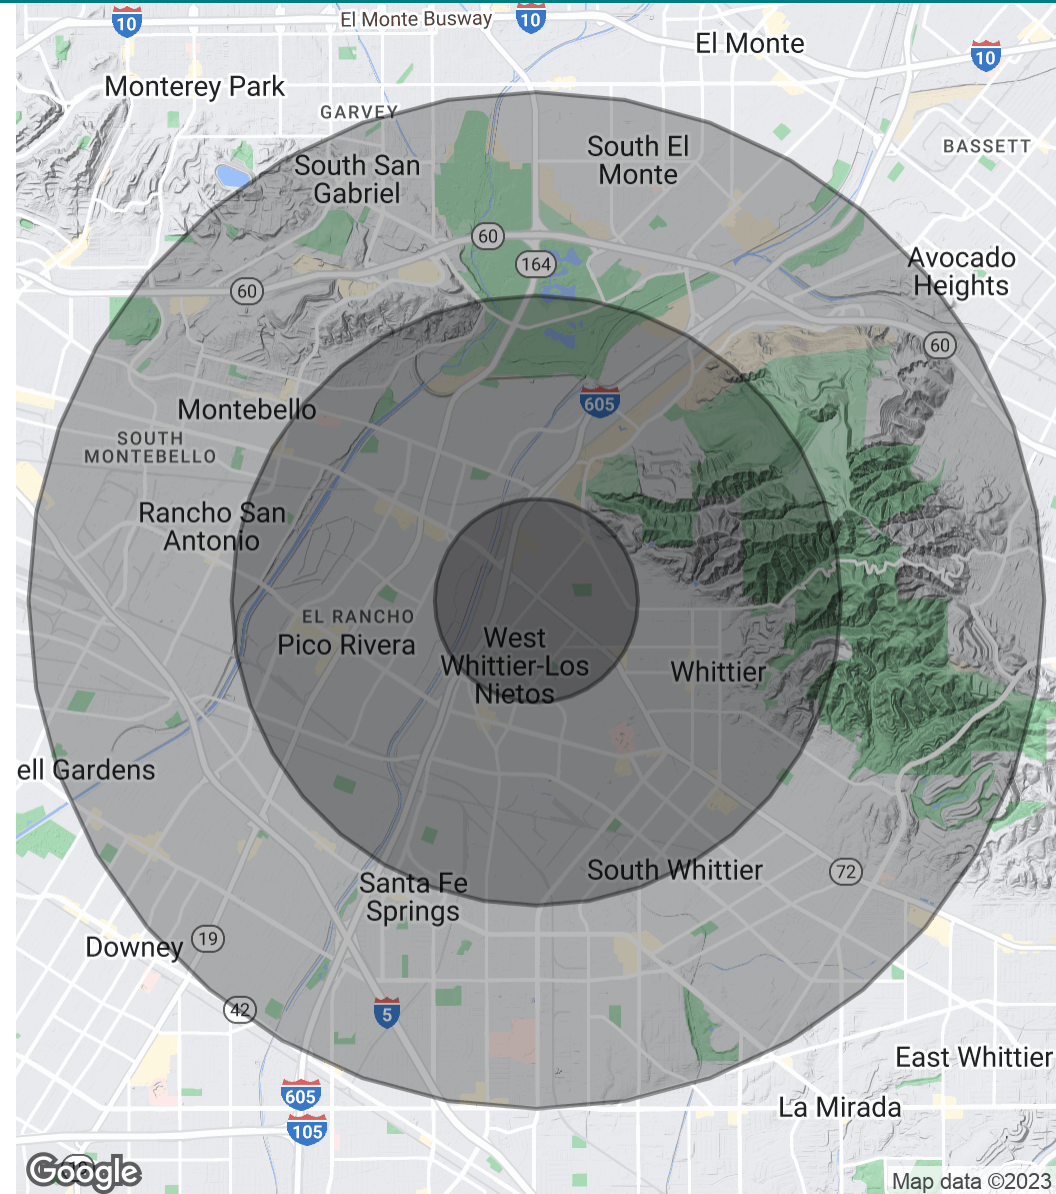 El Monte Busway
10
10
El Monte
10
Monterey Park
GARVEY
South El
Monte
BASSETT
South San
Gabriel
60
164
Avocado
Heights
60
60
605
Montebello
SOUTH
MONTEBELLO
Rancho San
Antonio
EL RANCHO
Pico Rivera
West
Whittier-Los
Nietos
Whittier
ell Gardens
South Whittier
72
Santa Fe
Springs
Downey
19
42
5
East Whittier
605
La Mirada
105
Google
Map data ©2023